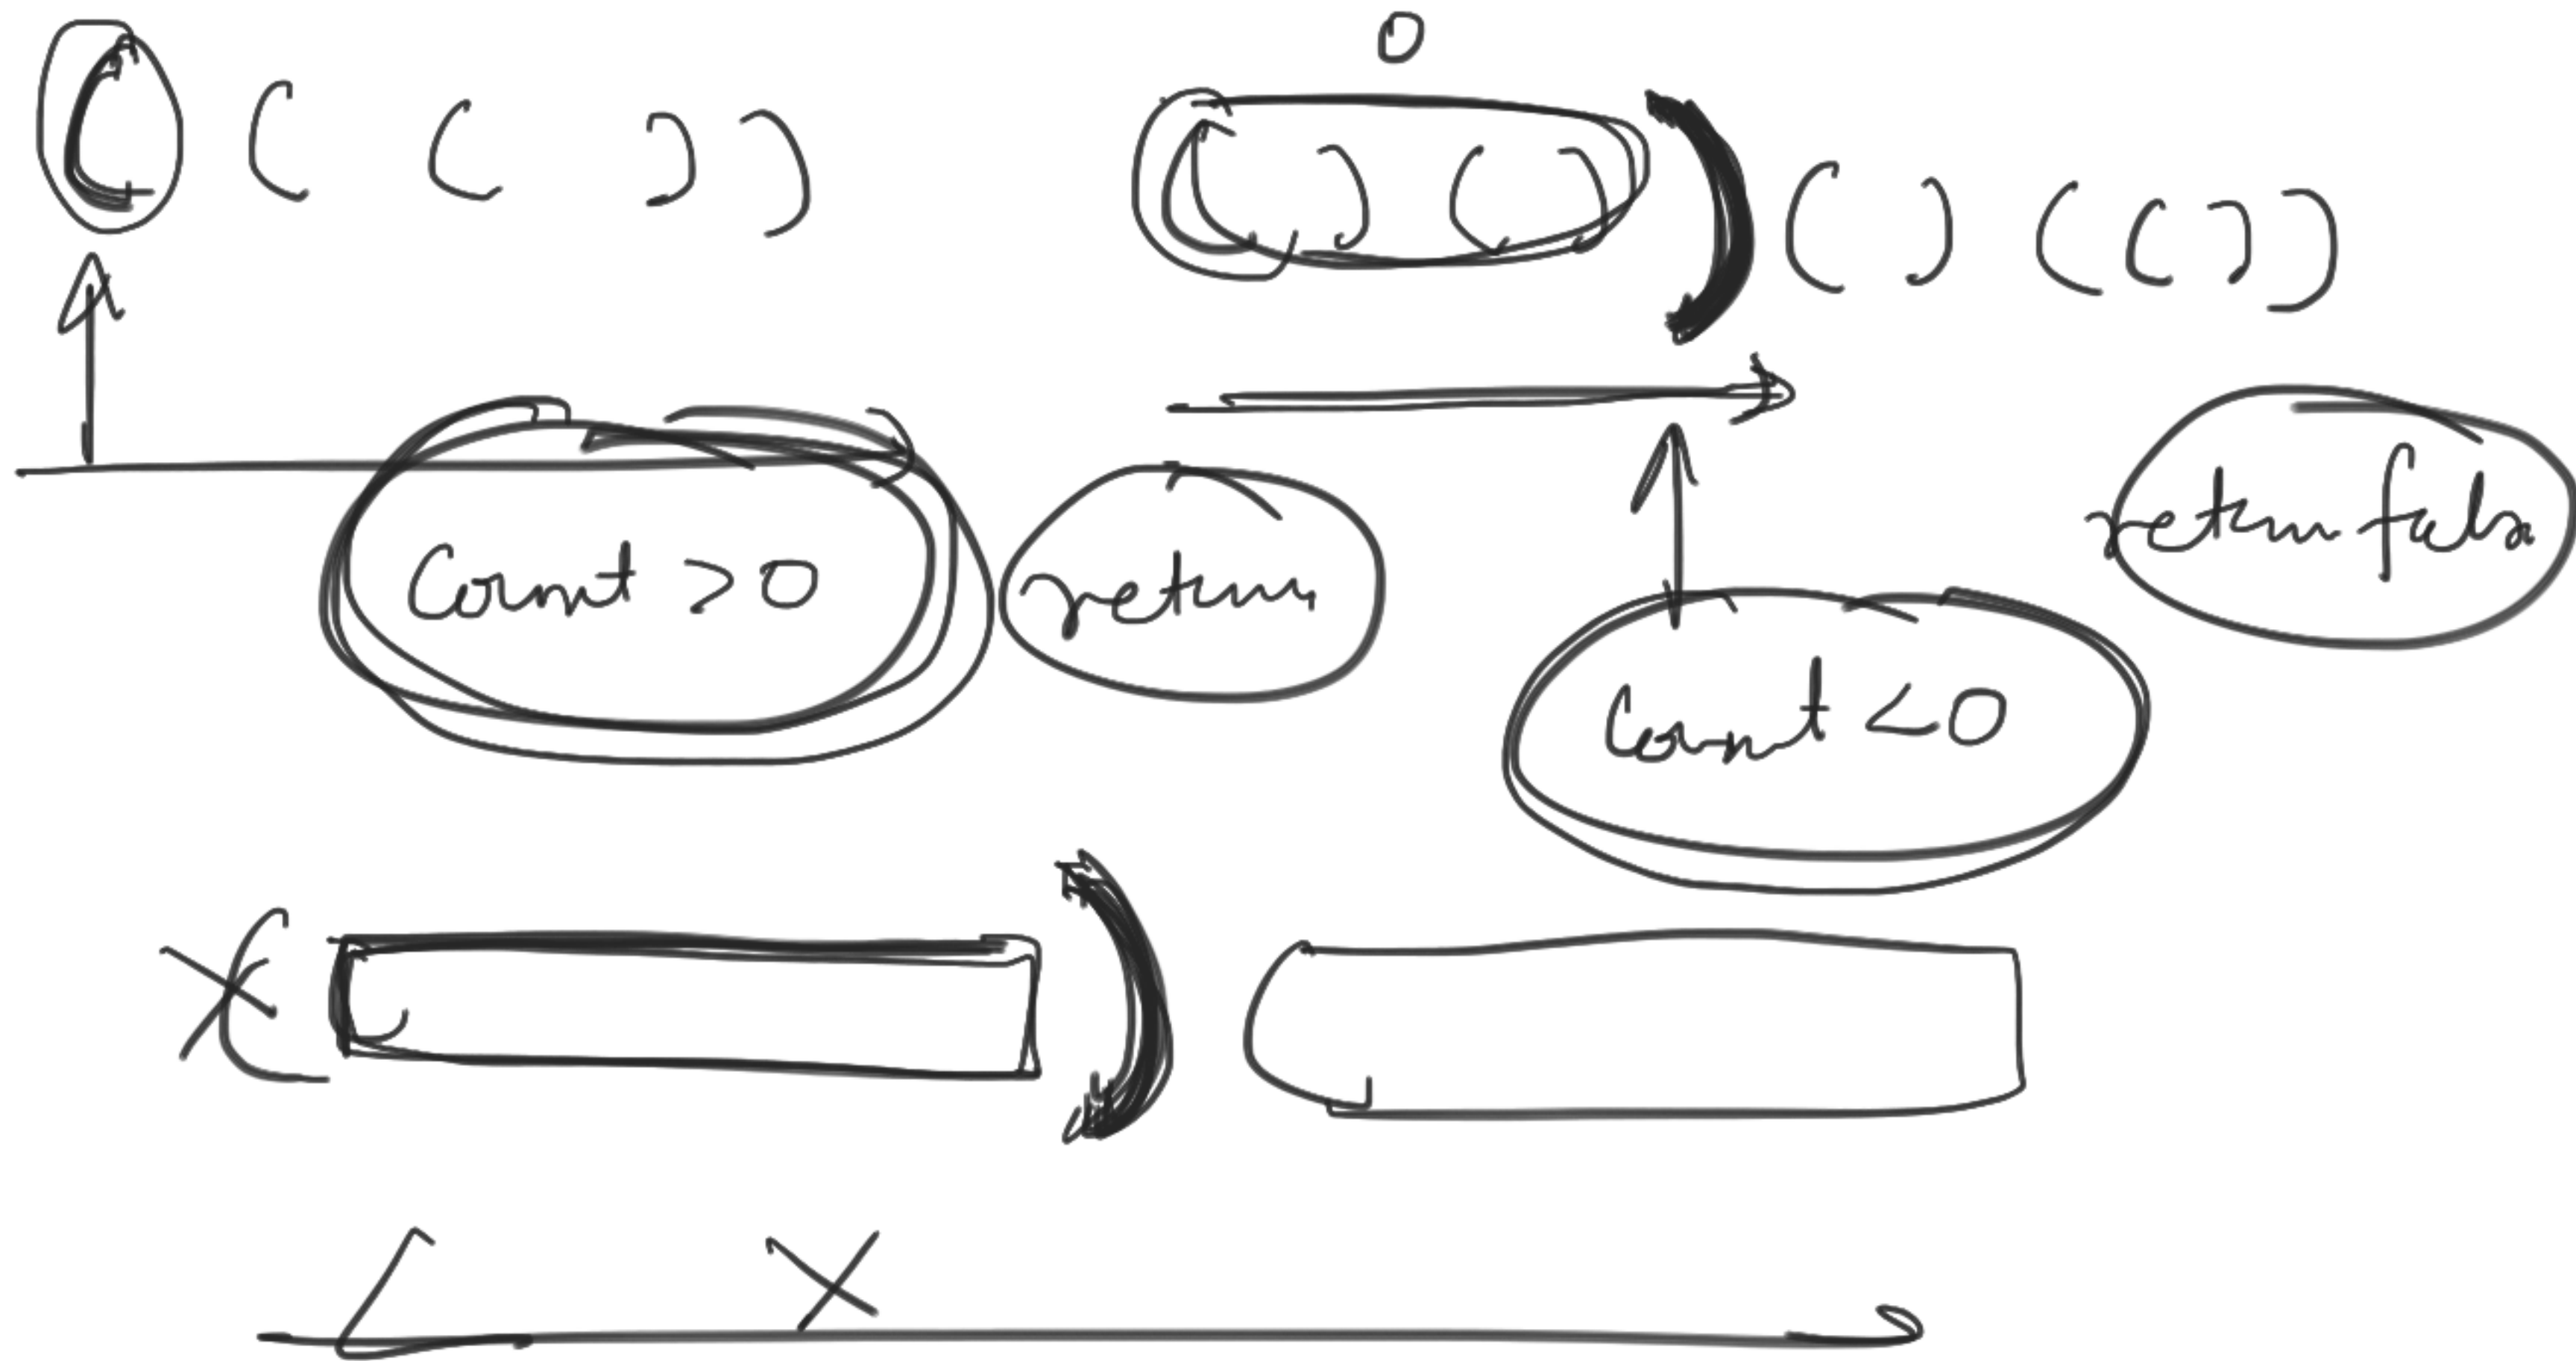 0
( ( ( ) )
( ) ( ) ) ( ) ( ( ) )
Count > 0
return
return false
Count < 0
X (
)
X